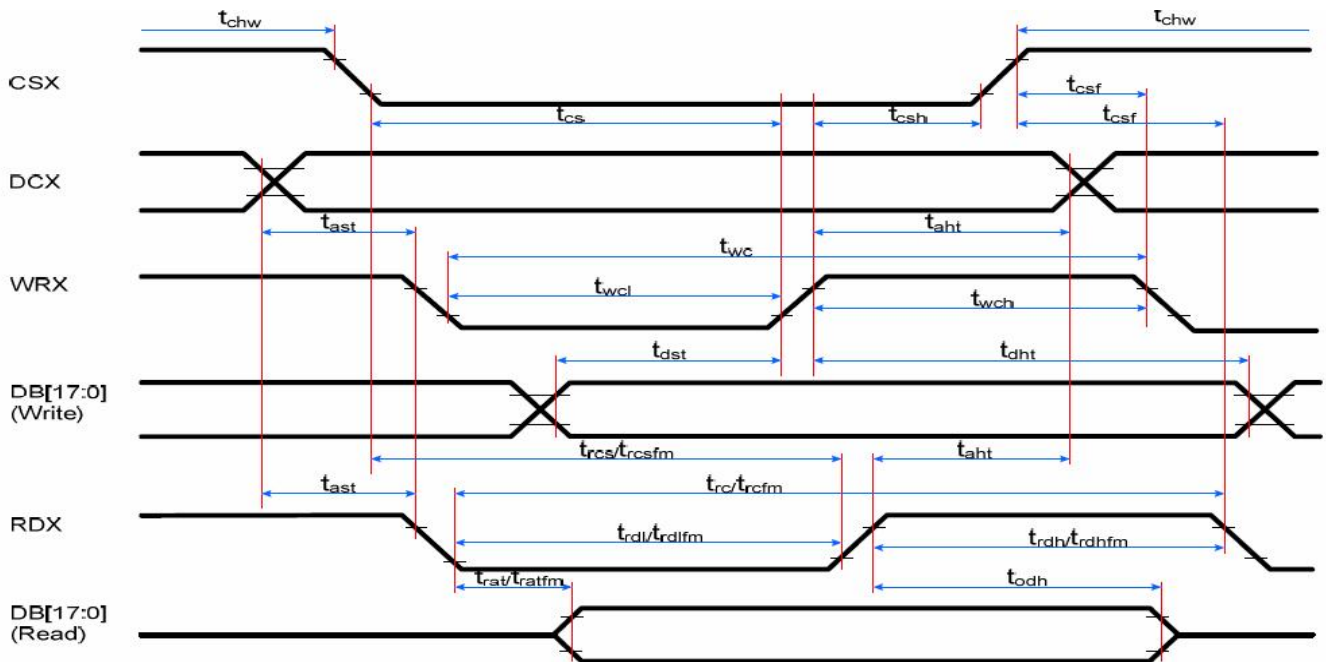 tchw
tchw
CSX
tcsf
tcs
tcsh
tcsf
DCX
tast
taht
twc
WRX
twcl
twch
tdst
tdht
DB[17:0]
(Write)
trcs/trcsfm
taht
tast
trc/trcfm
RDX
trdl/trdlfm
trdh/trdhfm
trat/tratfm
todh
DB[17:0]
(Read)